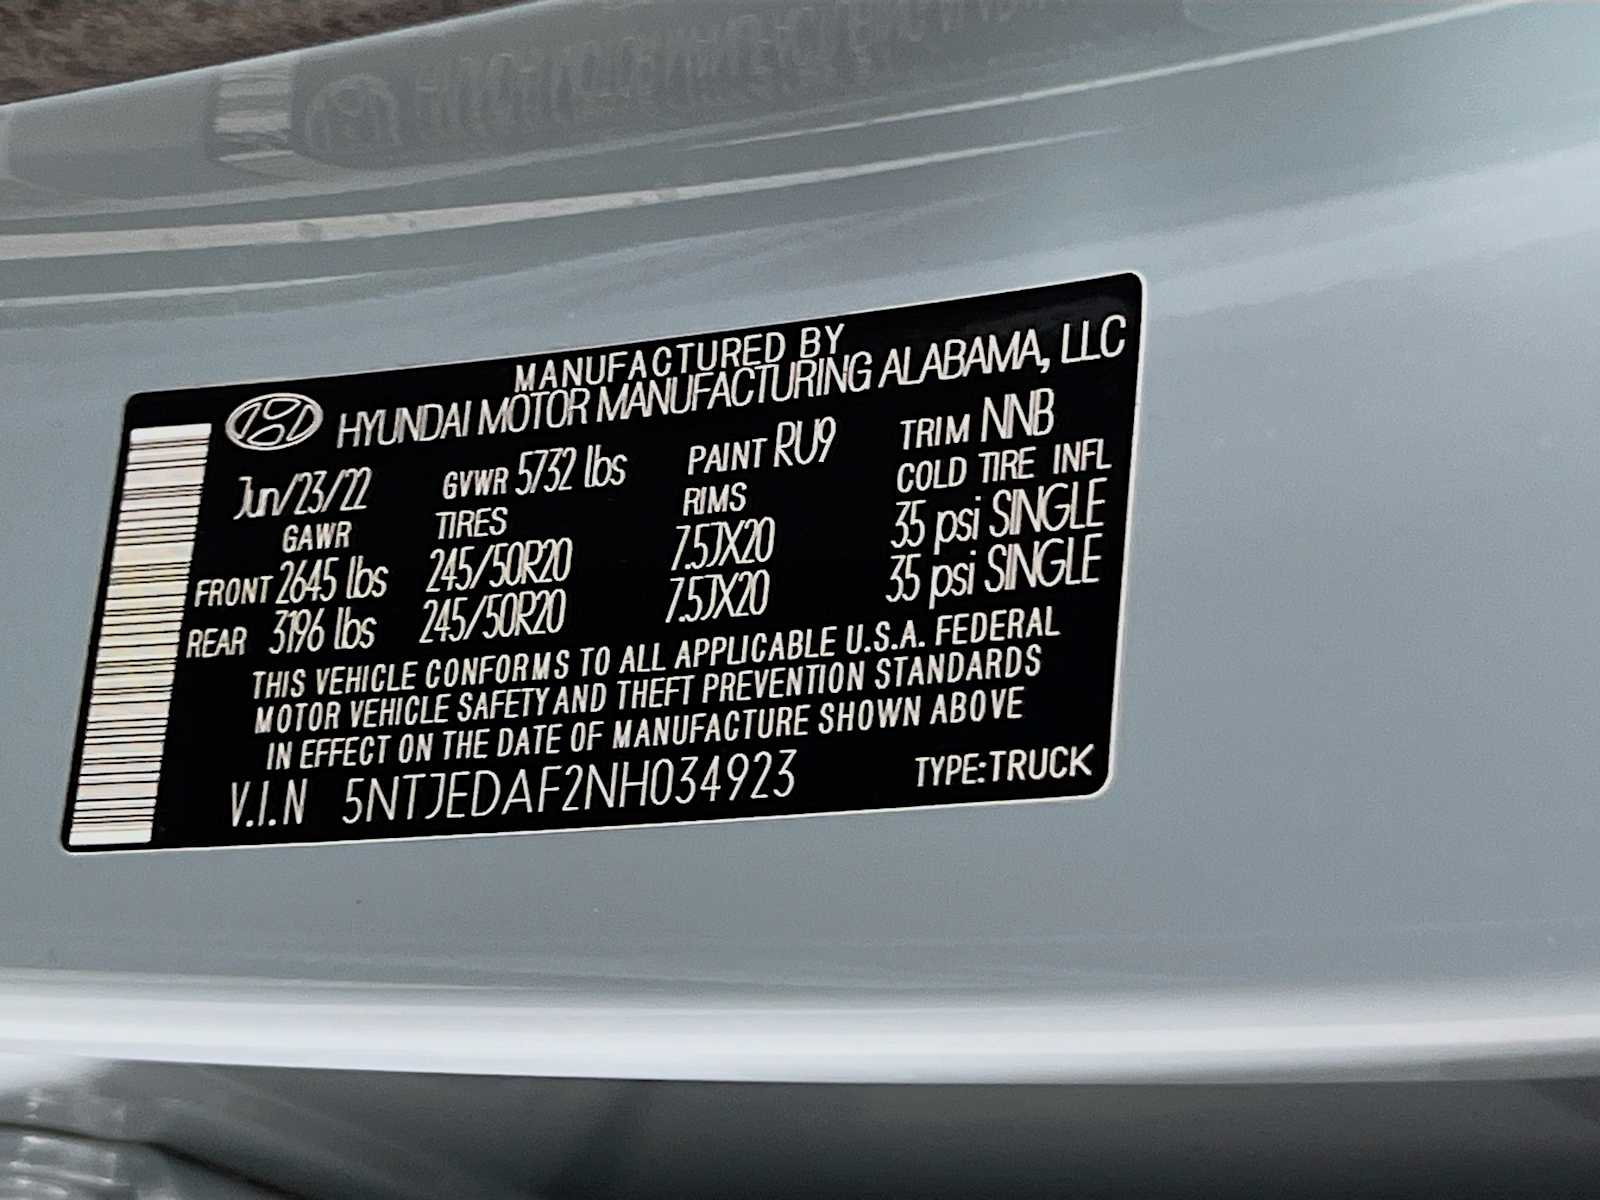 MANUFACTURED BY
HYUNDAI MOTOR MANUFACTURING ALABAMA, LLC
Jun/23/22 GVWR 5732 lbs PAINT RU9 TRIM NNB
GAWR TIRES RIMS COLD TIRE INFL
FRONT 2645 lbs 245/50R20 7.5JX20 35 psi SINGLE
REAR 3196 lbs 245/50R20 7.5JX20 35 psi SINGLE
THIS VEHICLE CONFORMS TO ALL APPLICABLE U.S.A. FEDERAL
MOTOR VEHICLE SAFETY AND THEFT PREVENTION STANDARDS
IN EFFECT ON THE DATE OF MANUFACTURE SHOWN ABOVE
V.I.N 5NTJEDAF2NH034923 TYPE:TRUCK